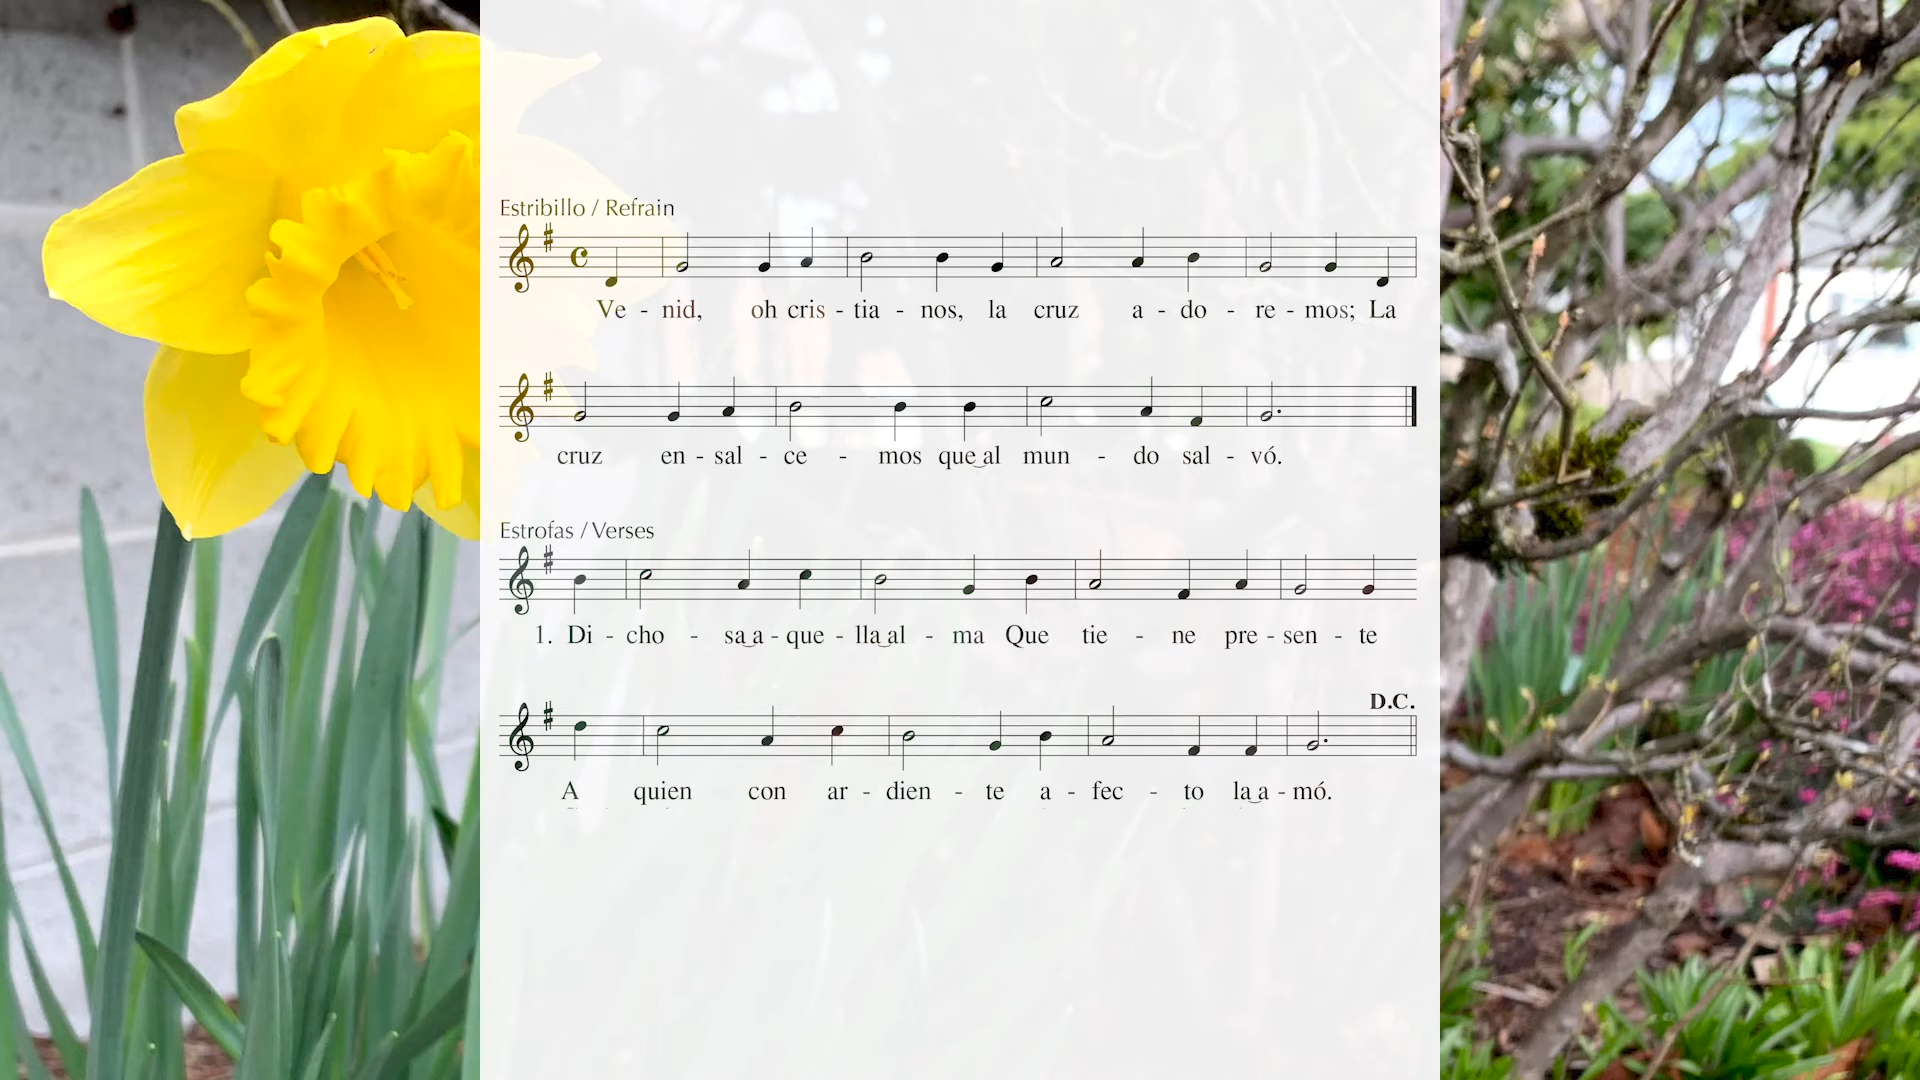 Estribillo / Refrain
Ve - nid, oh cris - tia - nos, la cruz a - do - re - mos; La
cruz en - sal - ce - mos que al mun - do sal - vó.
Estrofas / Verses
1. Di - cho - sa a - que - lla al - ma Que tie - ne pre - sen - te
D.C.
A quien con ar - dien - te a - fec - to la a - mó.